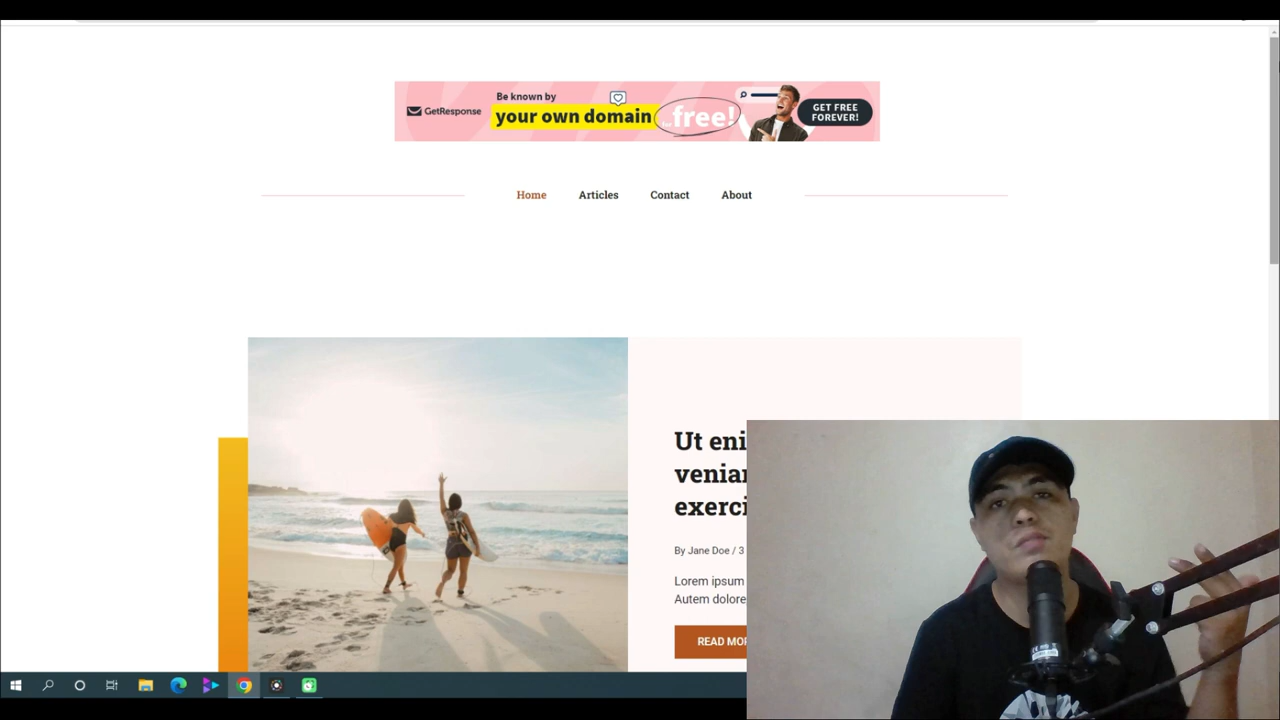 GetResponse
Be known by
your own domain
for free!
GET FREE
FOREVER!
Home
Articles
Contact
About
Ut eni
veniar
exerci
By Jane Doe / 3
Lorem ipsum
Autem dolore
READ MOR